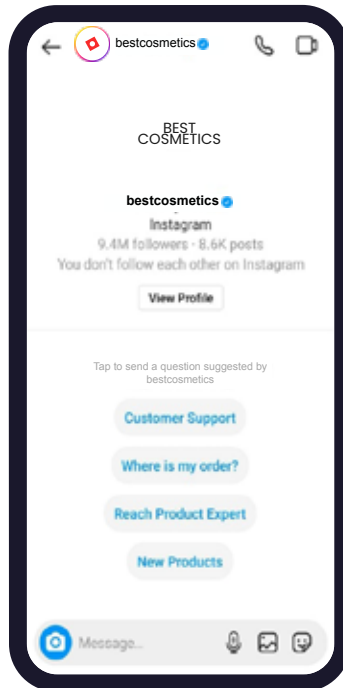 bestcosmetics
BEST
COSMETICS
bestcosmetics
Instagram
9.4M followers · 8.6K posts
You don't follow each other on Instagram
View Profile
Tap to send a question suggested by
bestcosmetics
Customer Support
Where is my order?
Reach Product Expert
New Products
Message...